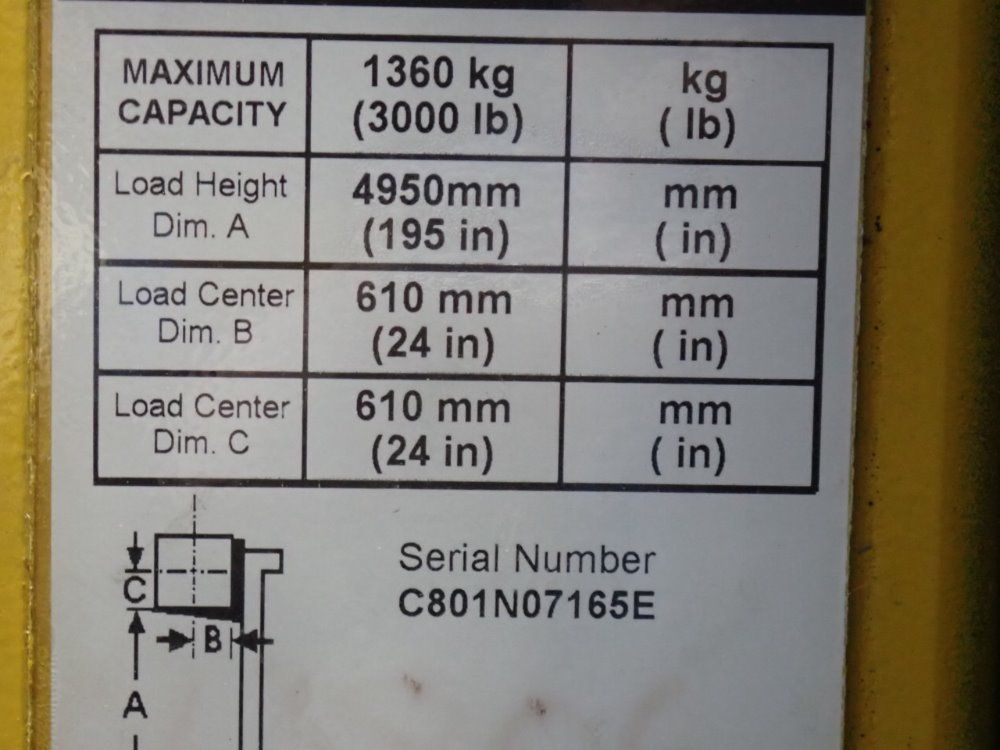 MAXIMUM CAPACITY 1360 kg (3000 lb) kg ( lb)
Load Height Dim. A 4950mm (195 in) mm ( in)
Load Center Dim. B 610 mm (24 in) mm ( in)
Load Center Dim. C 610 mm (24 in) mm ( in)
C
B
A
Serial Number
C801N07165E